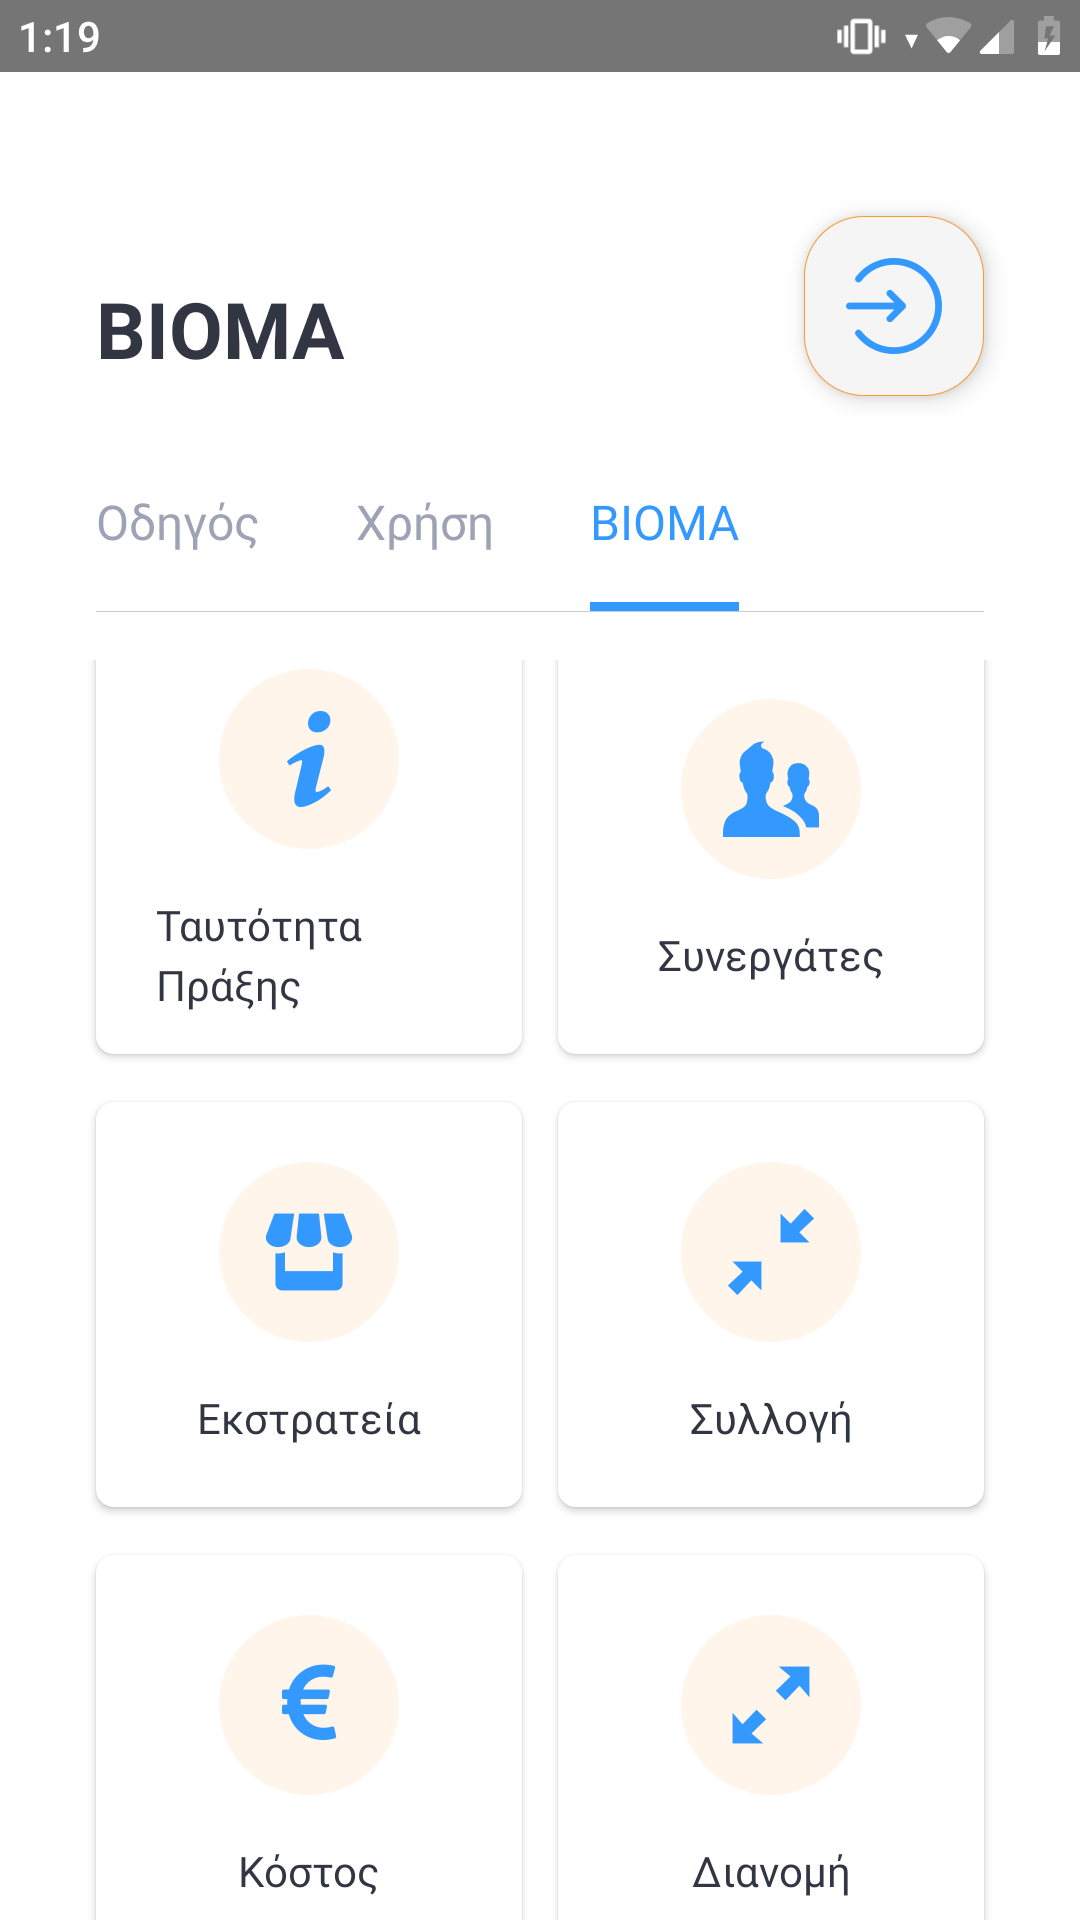 1:19
BIOMA
Οδηγός
Χρήση
BIOMA
Ταυτότητα
Πράξης
Συνεργάτες
Εκστρατεία
Συλλογή
Κόστος
Διανομή